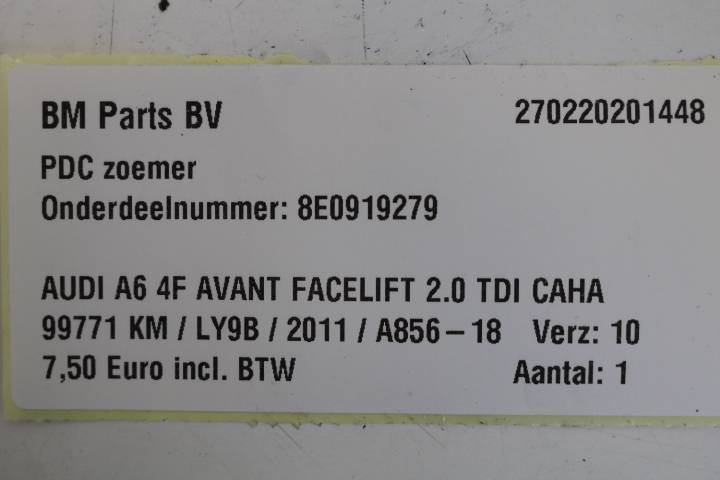 BM Parts BV 270220201448
PDC zoemer
Onderdeelnummer: 8E0919279
AUDI A6 4F AVANT FACELIFT 2.0 TDI CAHA
99771 KM / LY9B / 2011 / A856-18 Verz: 10
7,50 Euro incl. BTW Aantal: 1